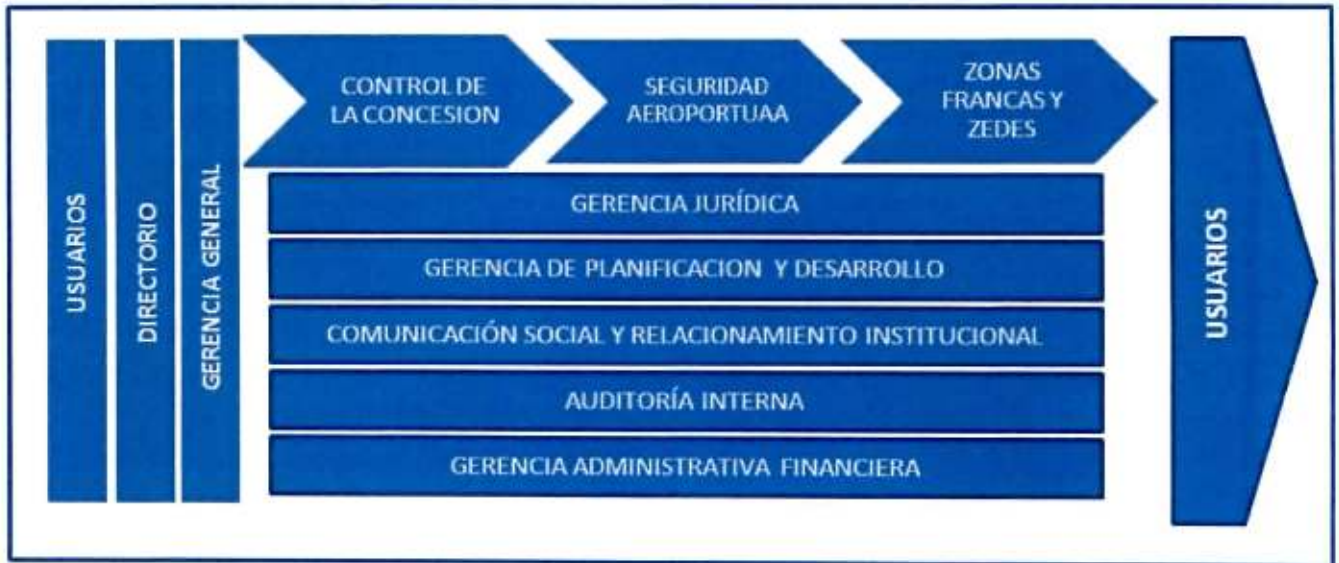 USUARIOS
DIRECTORIO
GERENCIA GENERAL
CONTROL DE
LA CONCESION
SEGURIDAD
AEROPORTUAA
ZONAS
FRANCAS Y
ZEDES
GERENCIA JURÍDICA
GERENCIA DE PLANIFICACION Y DESARROLLO
COMUNICACIÓN SOCIAL Y RELACIONAMIENTO INSTITUCIONAL
AUDITORÍA INTERNA
GERENCIA ADMINISTRATIVA FINANCIERA
USUARIOS